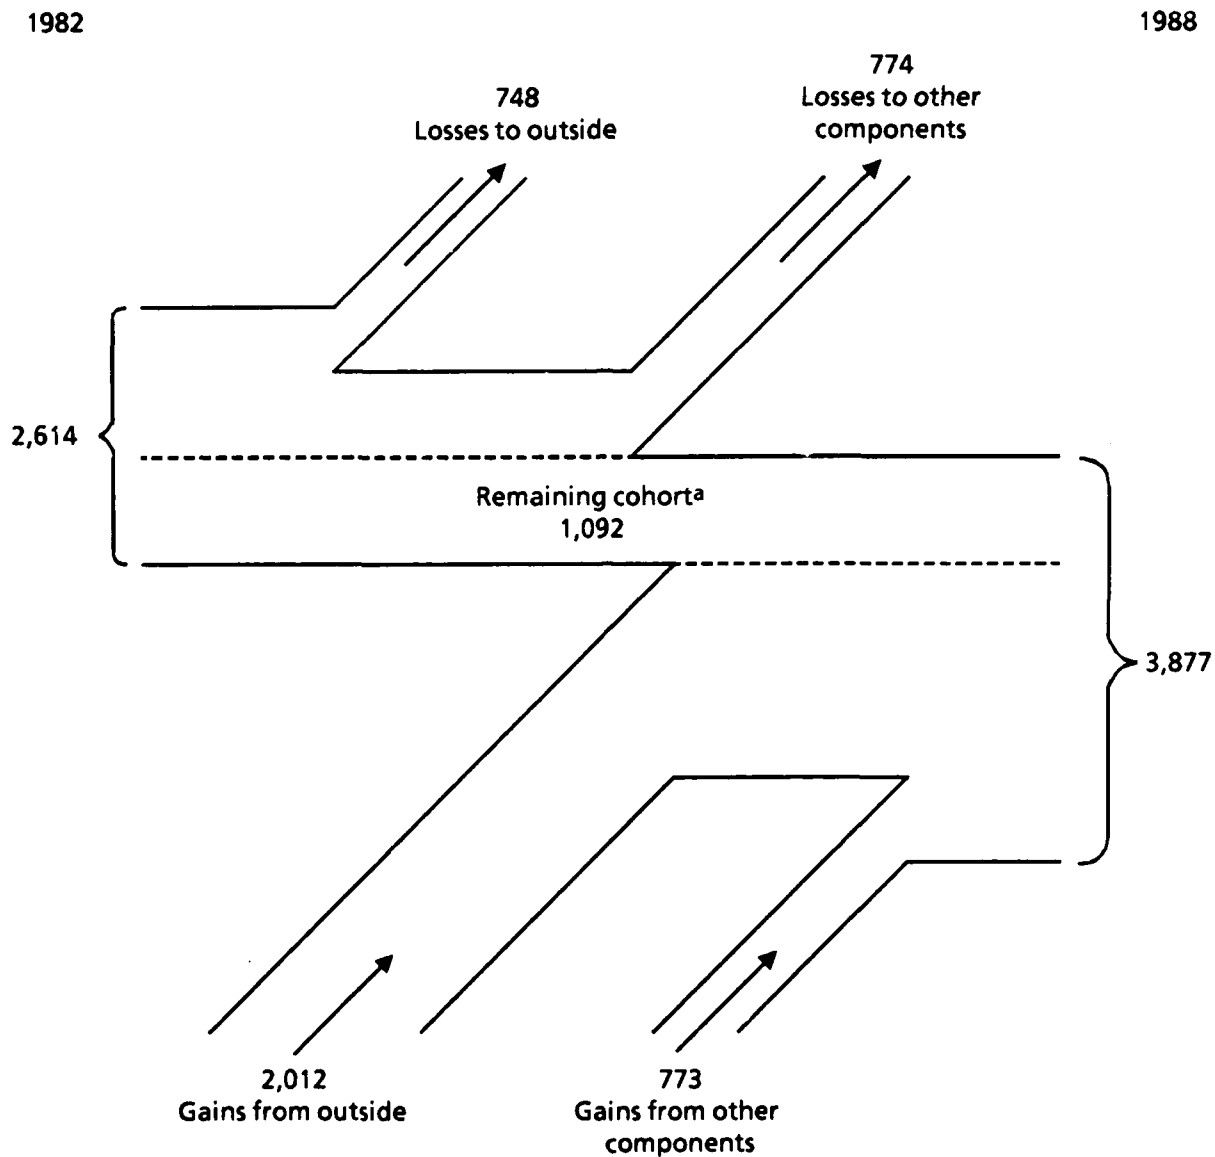 1982
1988
748
Losses to outside
774
Losses to other
components
2,614
Remaining cohortª
1,092
3,877
2,012
Gains from outside
773
Gains from other
components